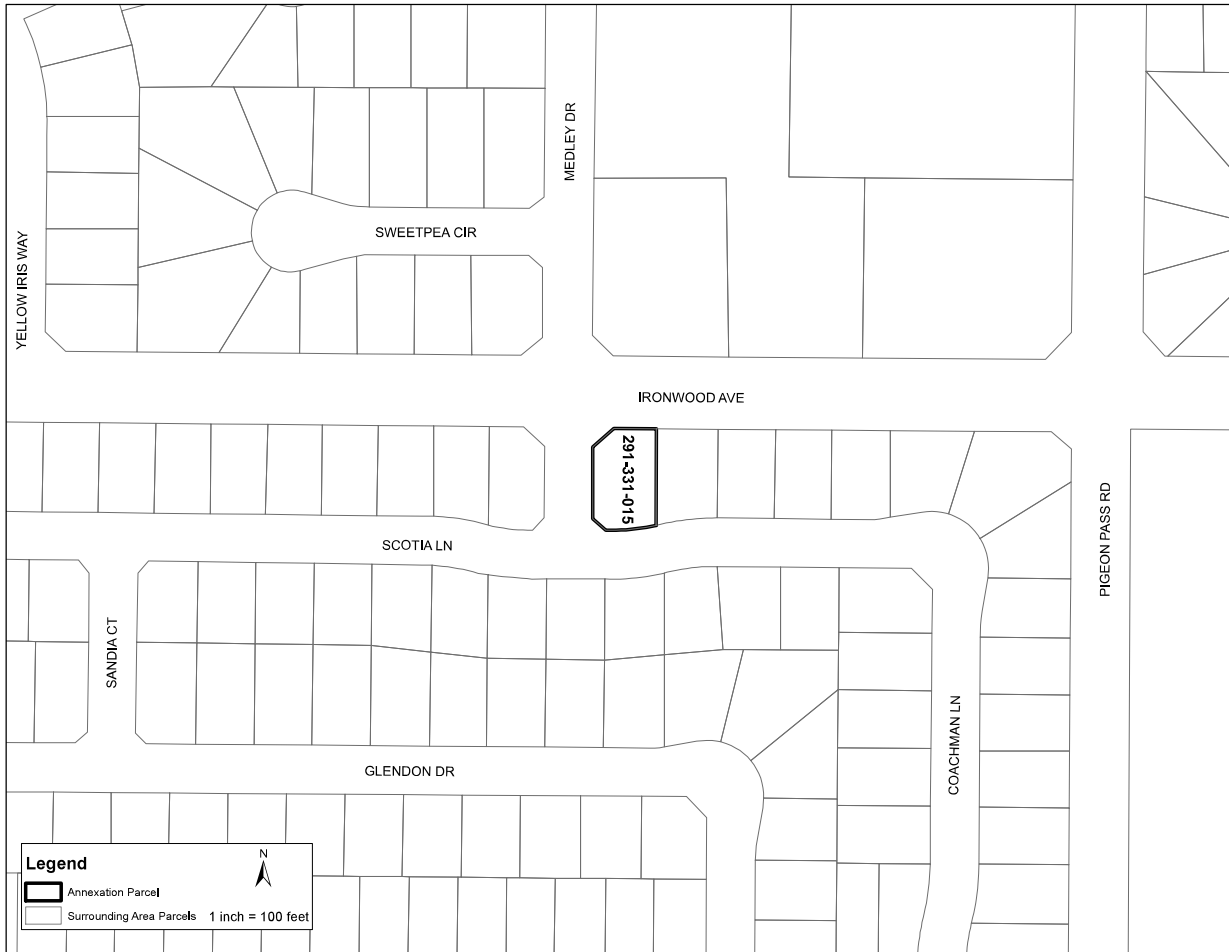 MEDLEY DR
SWEETPEA CIR
YELLOW IRIS WAY
IRONWOOD AVE
291-331-015
PIGEON PASS RD
SCOTIA LN
SANDIA CT
COACHMAN LN
GLENDON DR
Legend
N
Annexation Parcel
Surrounding Area Parcels 1 inch = 100 feet